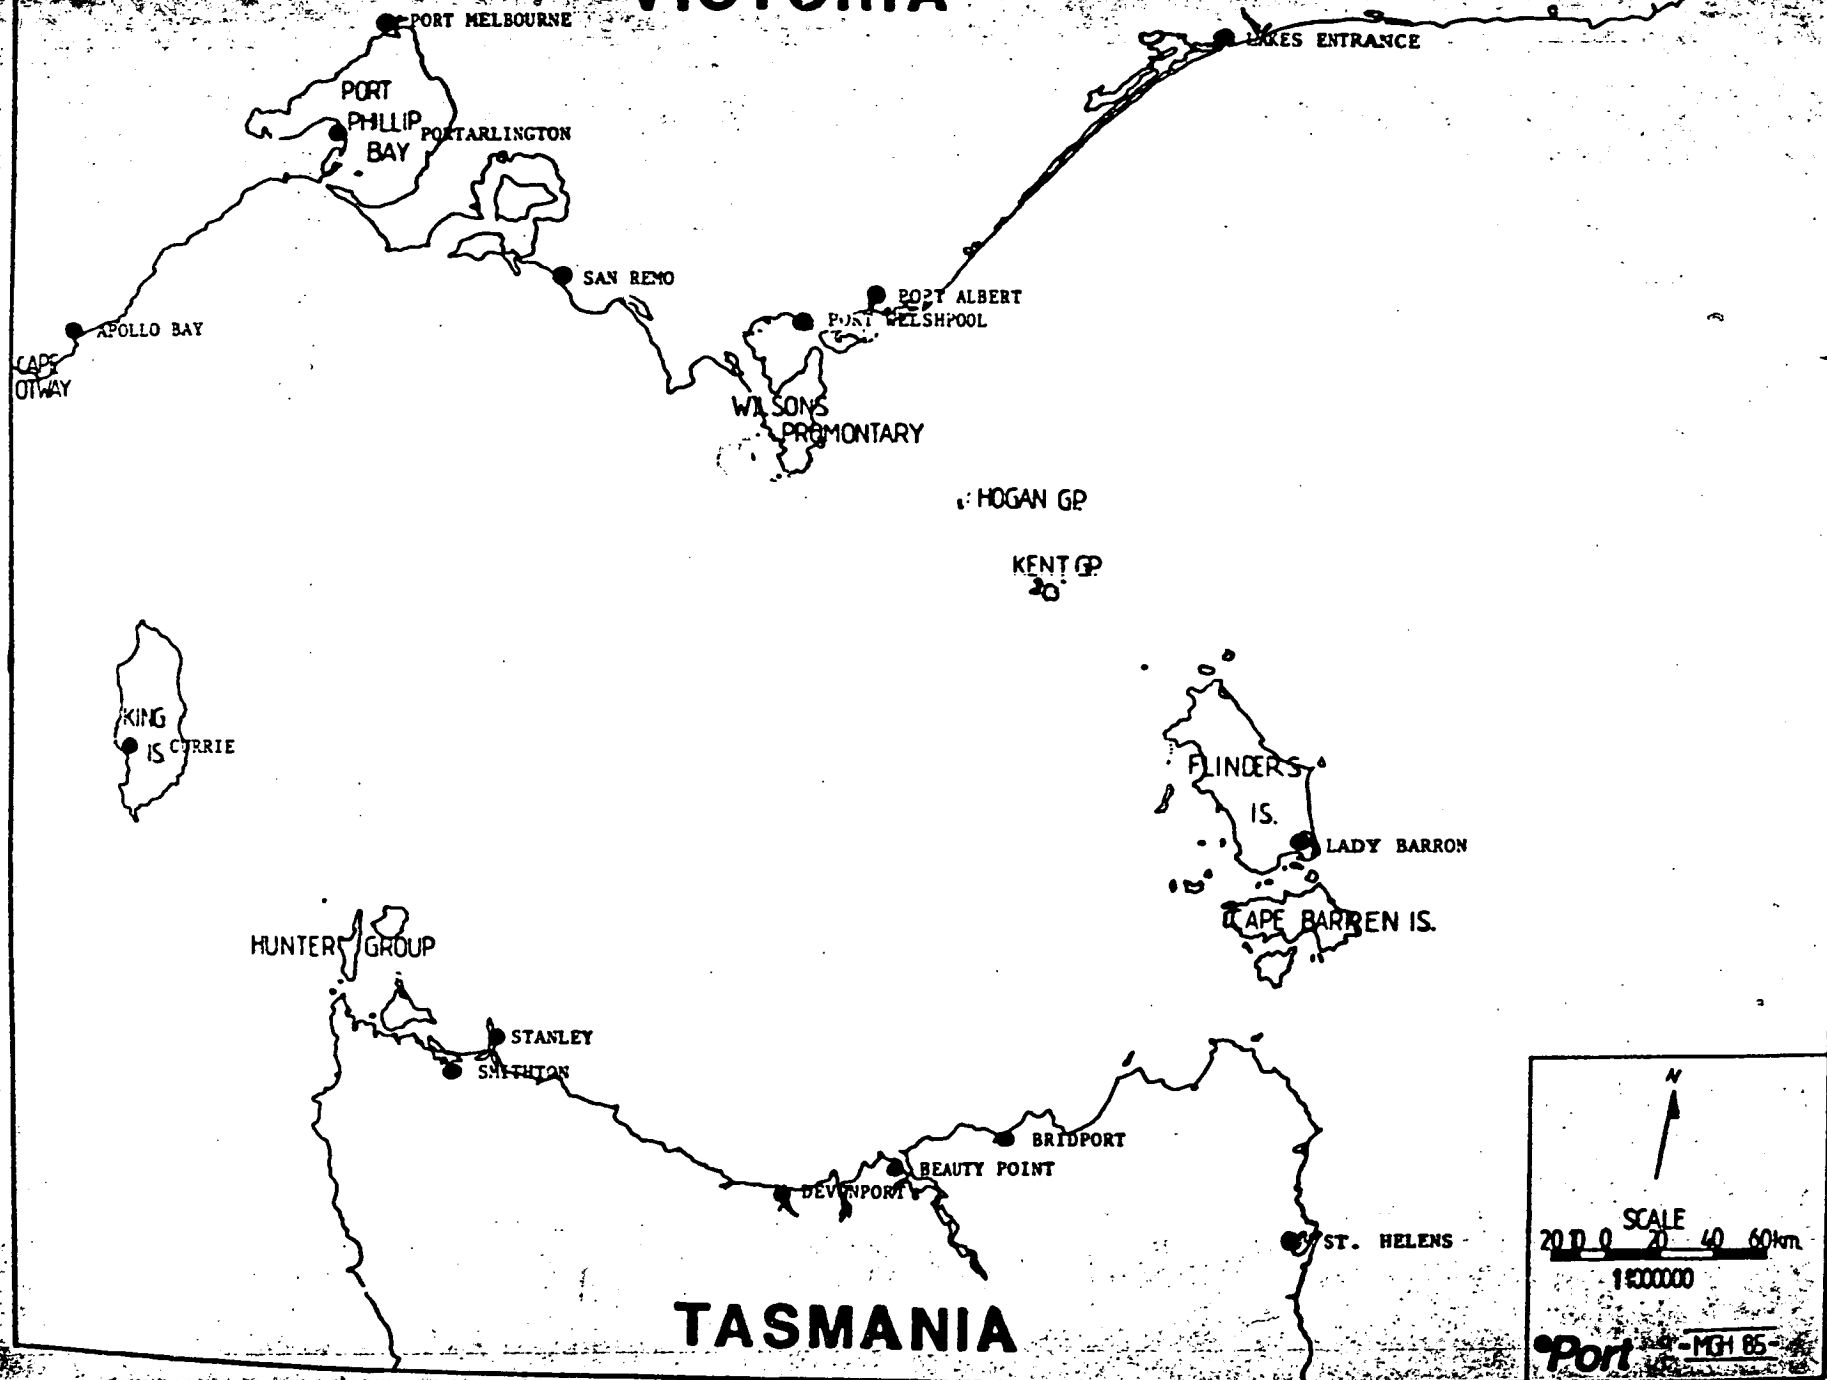 VICTORIA
PORT MELBOURNE
LAKES ENTRANCE
PORT
PHILLIP
BAY
PORTARLINGTON
SAN REMO
PORT ALBERT
PORT WELSHPOOL
APOLLO BAY
CAPE
OTWAY
WILSONS
PROMONTARY
HOGAN GP.
KENT GP.
KING
IS
CURRIE
FLINDERS
IS.
LADY BARRON
CAPE BARREN IS.
HUNTER GROUP
STANLEY
SMITHTON
BRIDPORT
BEAUTY POINT
DEVONPORT
ST. HELENS
TASMANIA
N
SCALE
20 10 0 20 40 60km
1:1000000
Port
-MGH 85-